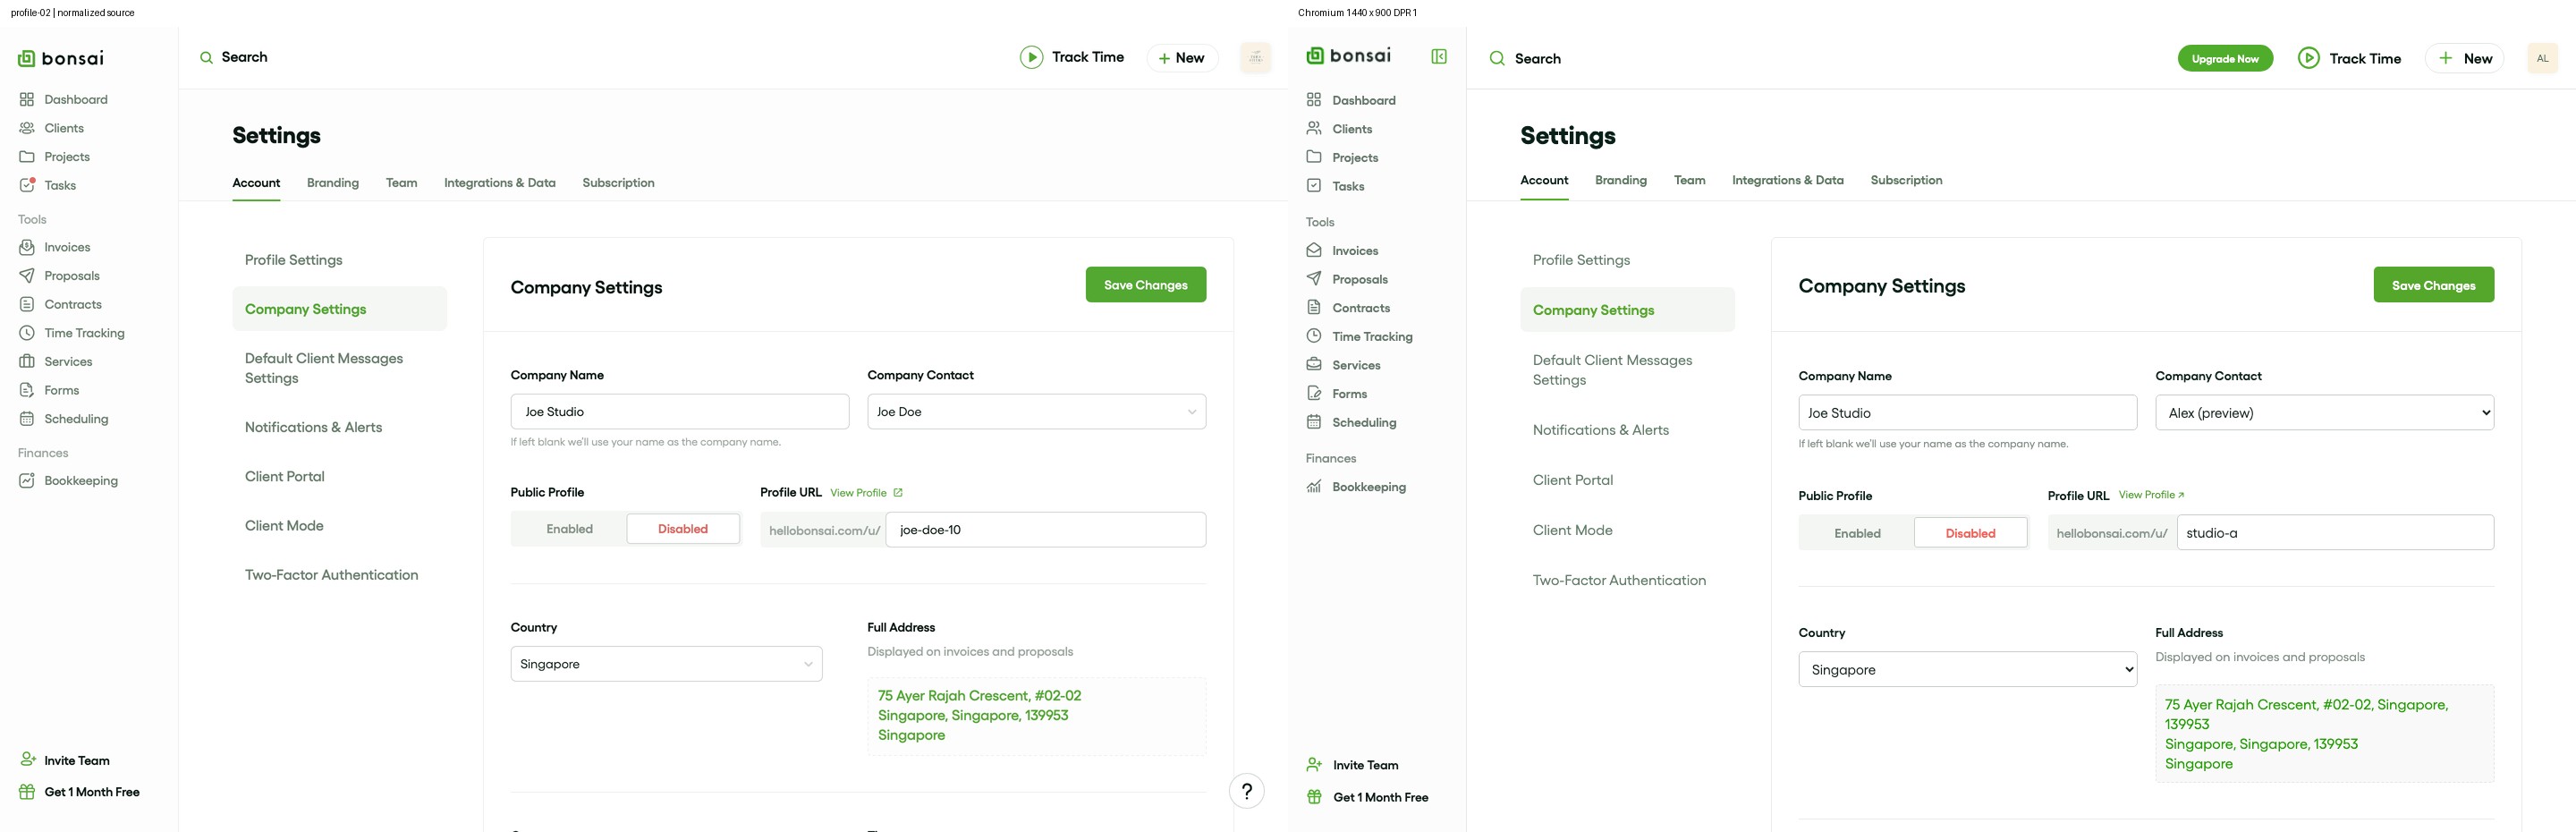 profile-02 | normalized source
bonsai
Search
Track Time
+ New
Dashboard
Clients
Projects
Tasks
Tools
Invoices
Proposals
Contracts
Time Tracking
Services
Forms
Scheduling
Finances
Bookkeeping
Invite Team
Get 1 Month Free
Settings
Account
Branding
Team
Integrations & Data
Subscription
Profile Settings
Company Settings
Default Client Messages
Settings
Notifications & Alerts
Client Portal
Client Mode
Two-Factor Authentication
Company Settings
Save Changes
Company Name
Company Contact
Joe Studio
Joe Doe
If left blank we'll use your name as the company name.
Public Profile
Profile URL View Profile
Enabled
Disabled
hellobonsai.com/u/
joe-doe-10
Country
Full Address
Singapore
Displayed on invoices and proposals
75 Ayer Rajah Crescent, #02-02
Singapore, Singapore, 139953
Singapore
?
Chromium 1440 x 900 DPR 1
bonsai
Search
Upgrade Now
Track Time
+ New
AL
Dashboard
Clients
Projects
Tasks
Tools
Invoices
Proposals
Contracts
Time Tracking
Services
Forms
Scheduling
Finances
Bookkeeping
Invite Team
Get 1 Month Free
Settings
Account
Branding
Team
Integrations & Data
Subscription
Profile Settings
Company Settings
Default Client Messages
Settings
Notifications & Alerts
Client Portal
Client Mode
Two-Factor Authentication
Company Settings
Save Changes
Company Name
Company Contact
Joe Studio
Alex (preview)
If left blank we'll use your name as the company name.
Public Profile
Profile URL View Profile ↗
Enabled
Disabled
hellobonsai.com/u/
studio-a
Country
Full Address
Singapore
Displayed on invoices and proposals
75 Ayer Rajah Crescent, #02-02, Singapore,
139953
Singapore, Singapore, 139953
Singapore